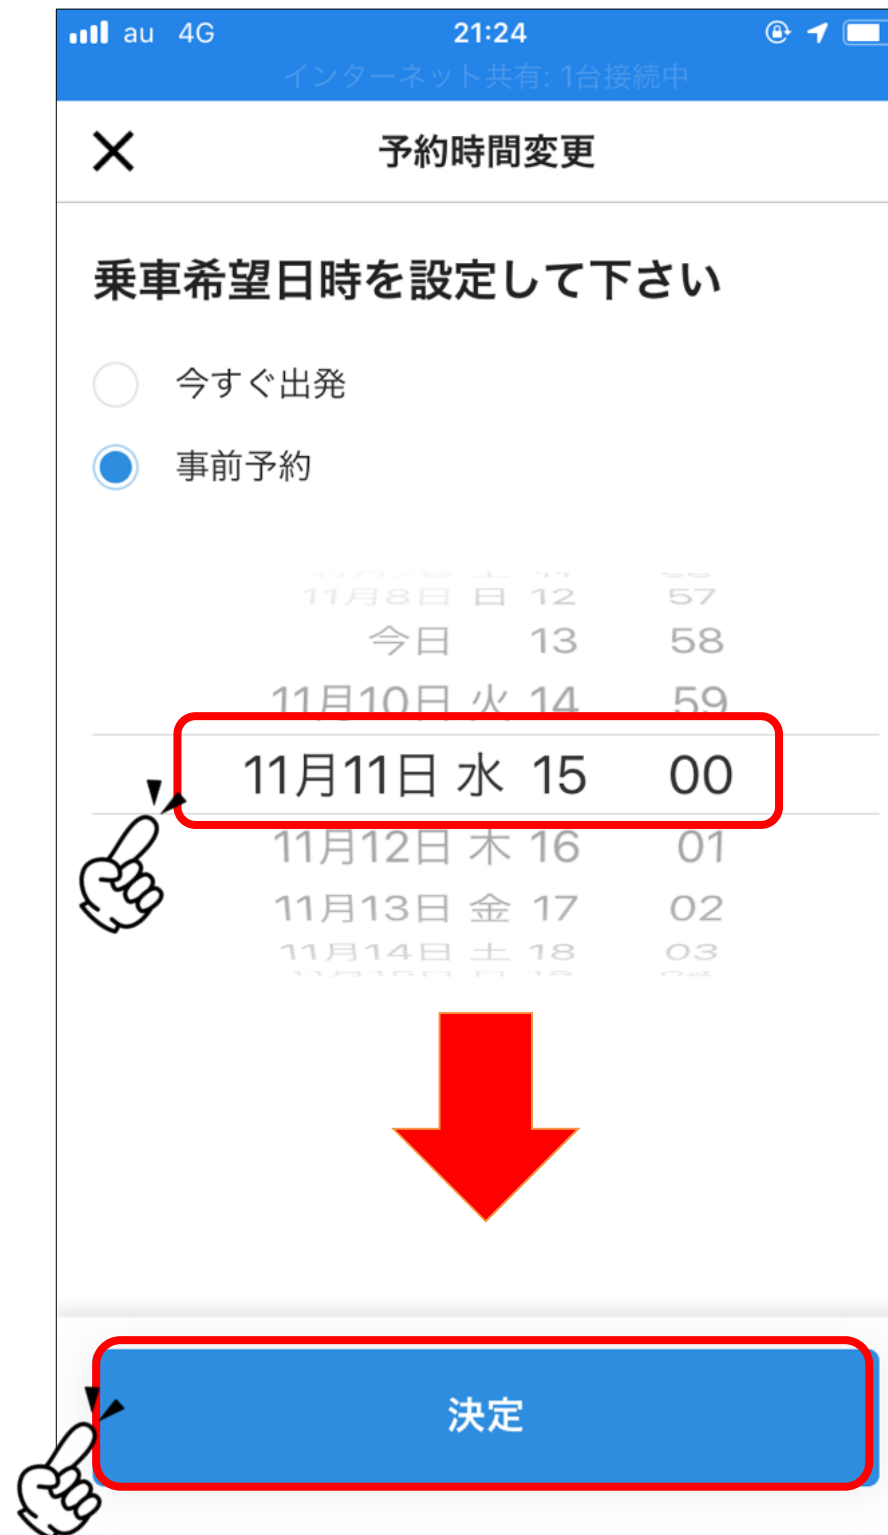 au 4G 21:24
インターネット共有: 1台接続中
予約時間変更
乗車希望日時を設定して下さい
今すぐ出発
事前予約
11月8日 日 12 57
今日 13 58
11月10日 火 14 59
11月11日 水 15 00
11月12日 木 16 01
11月13日 金 17 02
11月14日 土 18 03
決定